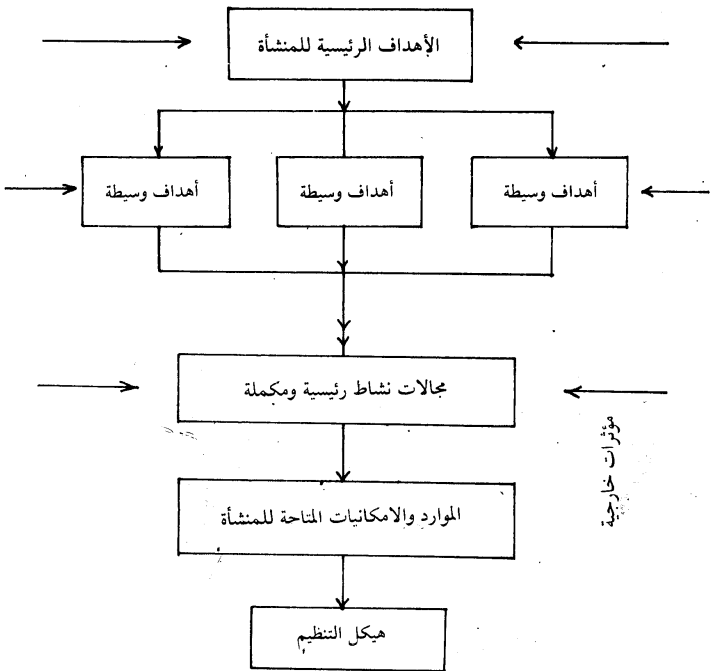 الأهداف الرئيسية للمنشأة
أهداف وسيطة
أهداف وسيطة
أهداف وسيطة
مجالات نشاط رئيسية ومكملة
مؤثرات خارجية
الموارد والامكانيات المتاحة للمنشأة
هيكل التنظيم